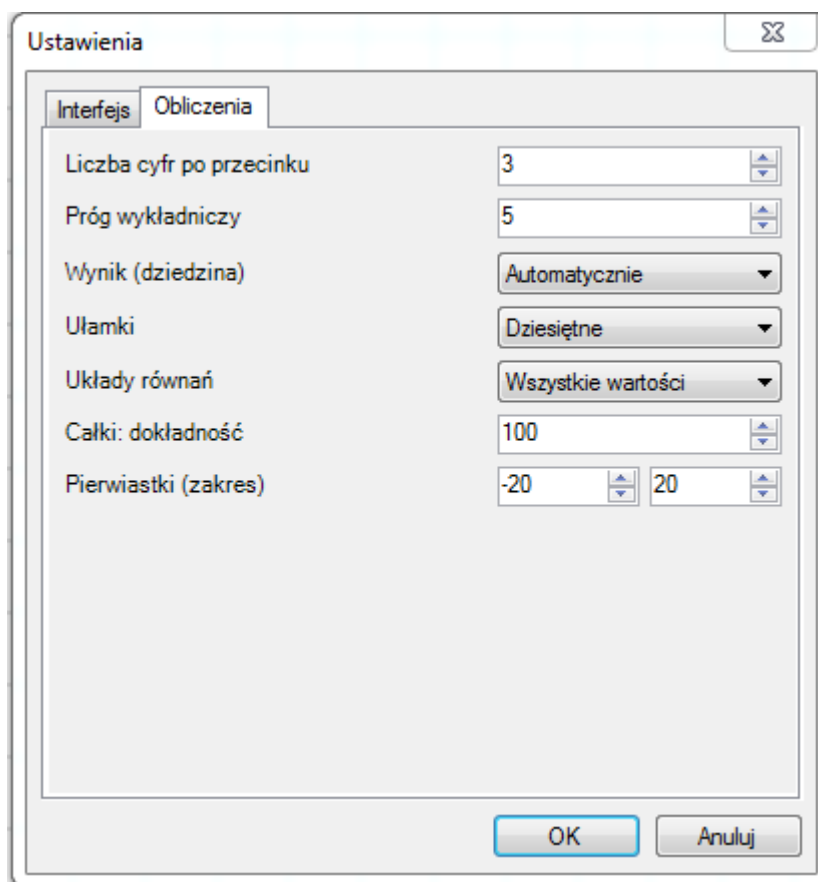 Ustawienia
Interfejs Obliczenia
Liczba cyfr po przecinku 3
Próg wykładniczy 5
Wynik (dziedzina) Automatycznie
Ułamki Dziesiętne
Układy równań Wszystkie wartości
Całki: dokładność 100
Pierwiastki (zakres) -20 20
OK Anuluj